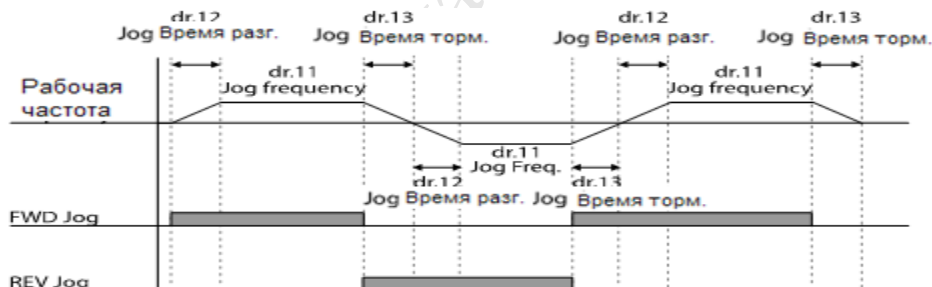 dr.12
Jog Время разг.
dr.13
Jog Время торм.
dr.12
Jog Время разг.
dr.13
Jog Время торм.
Рабочая
частота
dr.11
Jog frequency
dr.11
Jog frequency
dr.11
Jog Freq.
dr.12
Jog Время разг.
dr.13
Jog Время торм.
FWD Jog
REV Jog